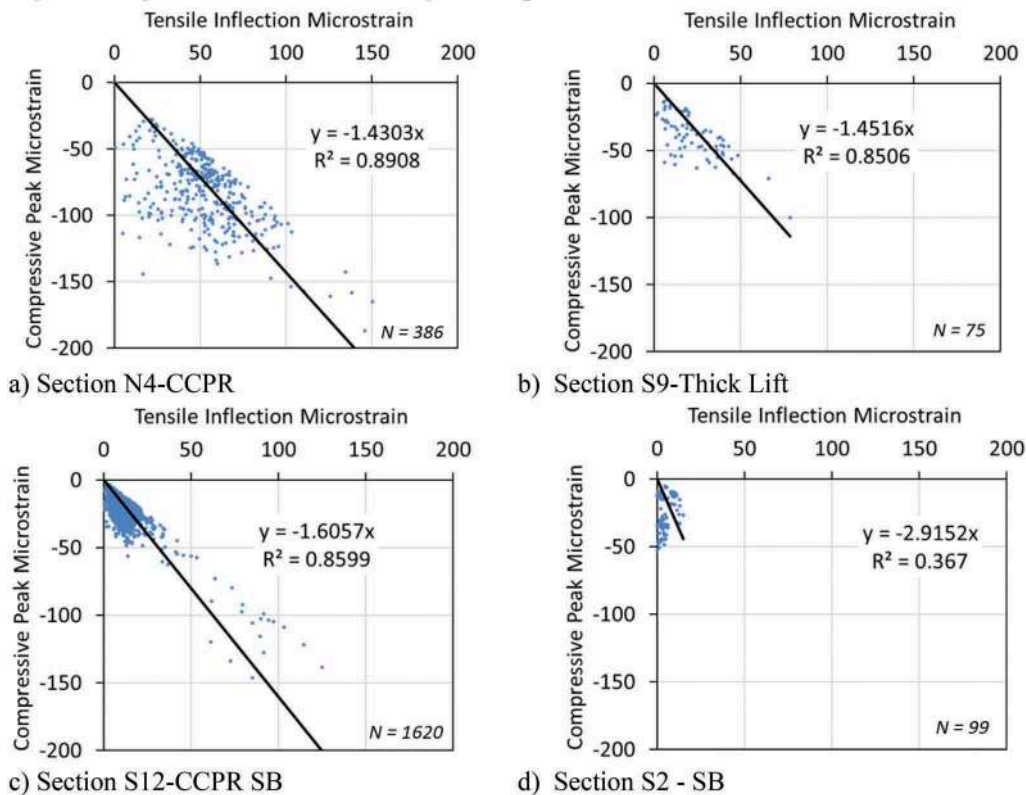 Tensile Inflection Microstrain
0 50 100 150 200
0
-50
-100
-150
-200
Compressive Peak Microstrain
y = -1.4303x
R² = 0.8908
N = 386
a) Section N4-CCPR
Tensile Inflection Microstrain
0 50 100 150 200
0
-50
-100
-150
-200
Compressive Peak Microstrain
y = -1.4516x
R² = 0.8506
N = 75
b) Section S9-Thick Lift
Tensile Inflection Microstrain
0 50 100 150 200
0
-50
-100
-150
-200
Compressive Peak Microstrain
y = -1.6057x
R² = 0.8599
N = 1620
c) Section S12-CCPR SB
Tensile Inflection Microstrain
0 50 100 150 200
0
-50
-100
-150
-200
Compressive Peak Microstrain
y = -2.9152x
R² = 0.367
N = 99
d) Section S2 - SB